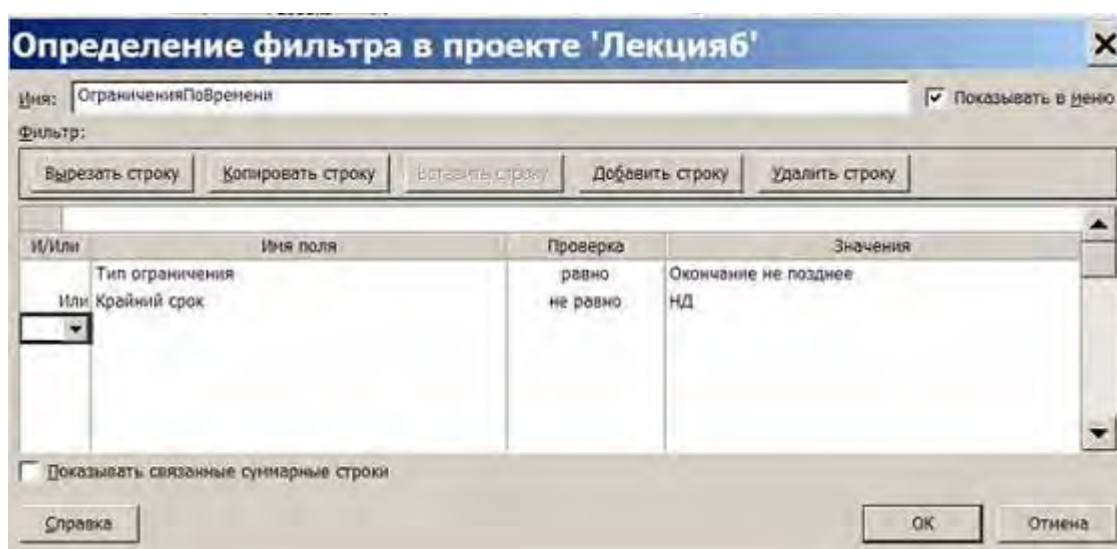 Определение фильтра в проекте 'Лекция6'
Имя: ОграниченияПоВремени Показывать в меню
Фильтр:
Вырезать строку Копировать строку Вставить строку Добавить строку Удалить строку
И/Или Имя поля Проверка Значения
Тип ограничения равно Окончание не позднее
Или Крайний срок не равно НД
Показывать связанные суммарные строки
Справка ОК Отмена